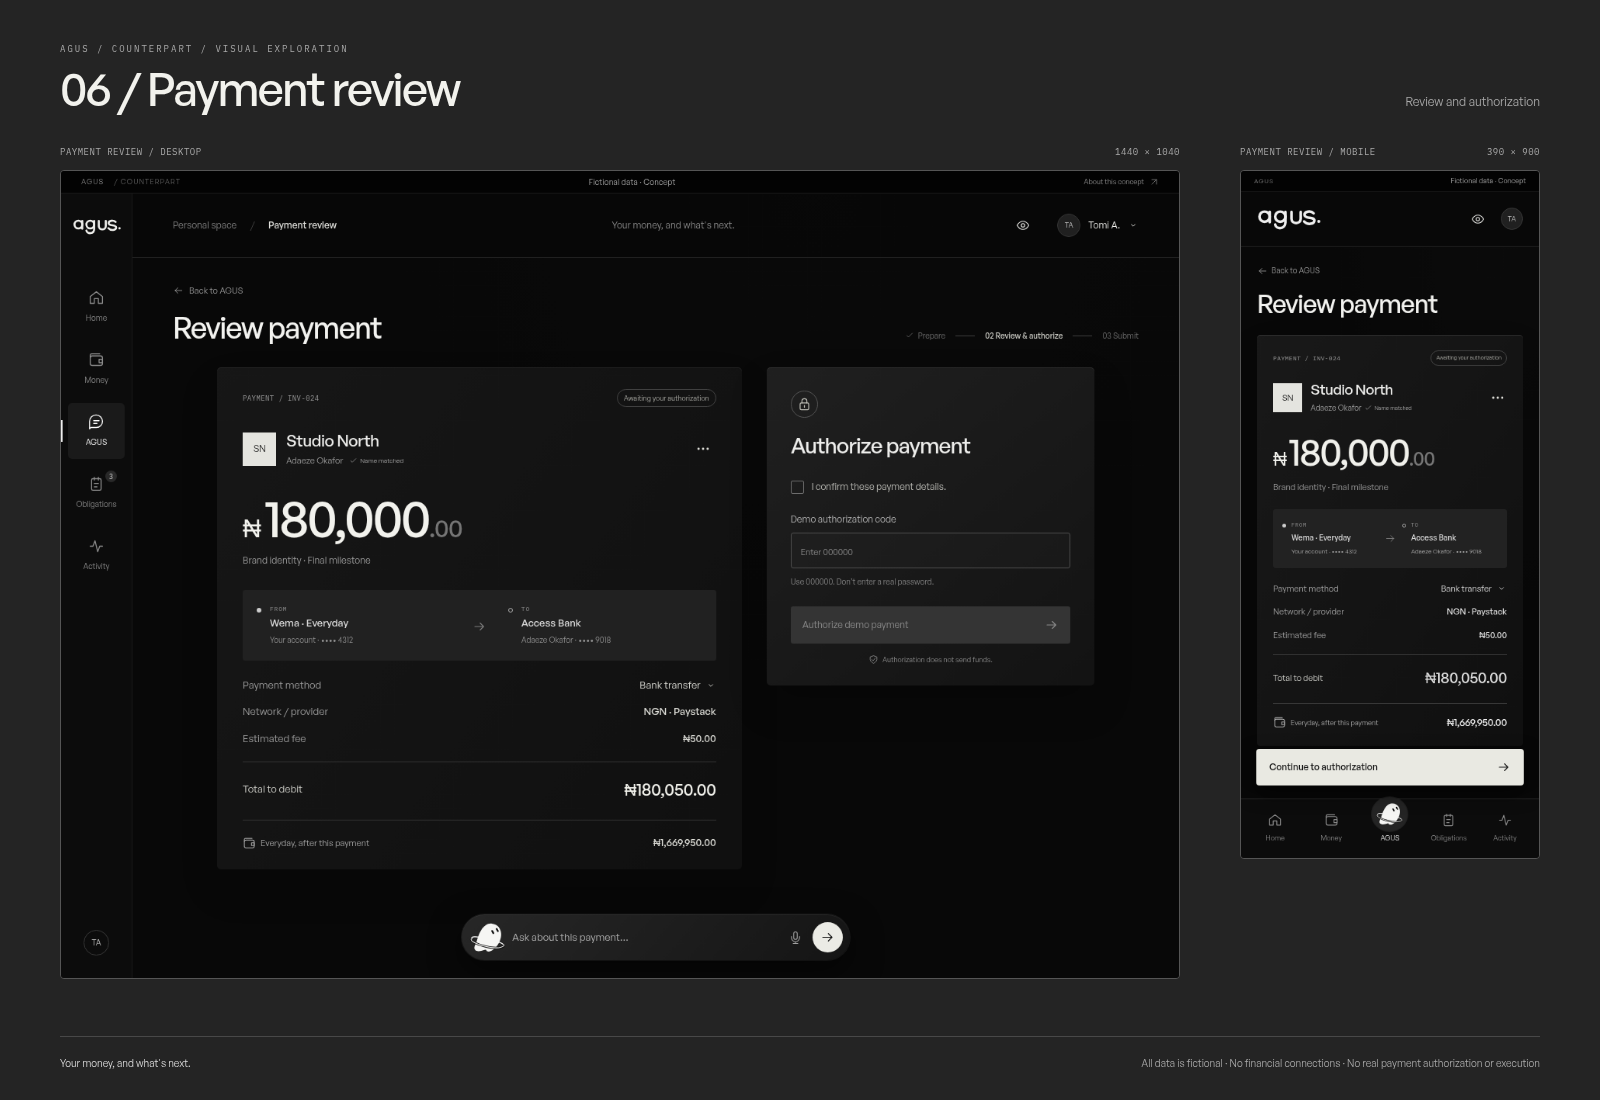 AGUS / COUNTERPART / VISUAL EXPLORATION
06 / Payment review
Review and authorization
PAYMENT REVIEW / DESKTOP
1440 × 1040
AGUS / COUNTERPART
Fictional data · Concept
About this concept
agus.
Personal space / Payment review
Your money, and what's next.
TA
Tomi A.
Home
Money
AGUS
3
Obligations
Activity
TA
← Back to AGUS
Review payment
Prepare
02 Review & authorize
03 Submit
PAYMENT / INV-024
Awaiting your authorization
SN
Studio North
Adaeze Okafor
Name matched
₦180,000.00
Brand identity · Final milestone
FROM
Wema · Everyday
Your account · •••• 4312
→
TO
Access Bank
Adaeze Okafor · •••• 9018
Payment method
Bank transfer
Network / provider
NGN · Paystack
Estimated fee
₦50.00
Total to debit
₦180,050.00
Everyday, after this payment
₦1,669,950.00
Authorize payment
I confirm these payment details.
Demo authorization code
Enter 000000
Use 000000. Don't enter a real password.
Authorize demo payment →
Authorization does not send funds.
Ask about this payment...
PAYMENT REVIEW / MOBILE
390 × 900
AGUS
Fictional data · Concept
agus.
TA
← Back to AGUS
Review payment
PAYMENT / INV-024
Awaiting your authorization
SN
Studio North
Adaeze Okafor
Name matched
₦180,000.00
Brand identity · Final milestone
FROM
Wema · Everyday
Your account · •••• 4312
→
TO
Access Bank
Adaeze Okafor · •••• 9018
Payment method
Bank transfer
Network / provider
NGN · Paystack
Estimated fee
₦50.00
Total to debit
₦180,050.00
Everyday, after this payment
₦1,669,950.00
Continue to authorization →
Home
Money
AGUS
Obligations
Activity
Your money, and what's next.
All data is fictional · No financial connections · No real payment authorization or execution